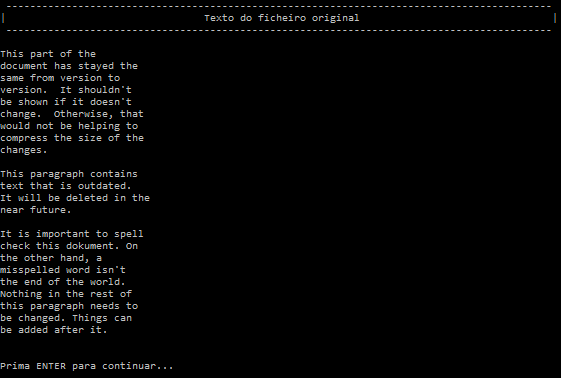 Texto do ficheiro original
This part of the
document has stayed the
same from version to
version.  It shouldn't
be shown if it doesn't
change.  Otherwise, that
would not be helping to
compress the size of the
changes.
This paragraph contains
text that is outdated.
It will be deleted in the
near future.
It is important to spell
check this dokument. On
the other hand, a
misspelled word isn't
the end of the world.
Nothing in the rest of
this paragraph needs to
be changed. Things can
be added after it.
Prima ENTER para continuar...